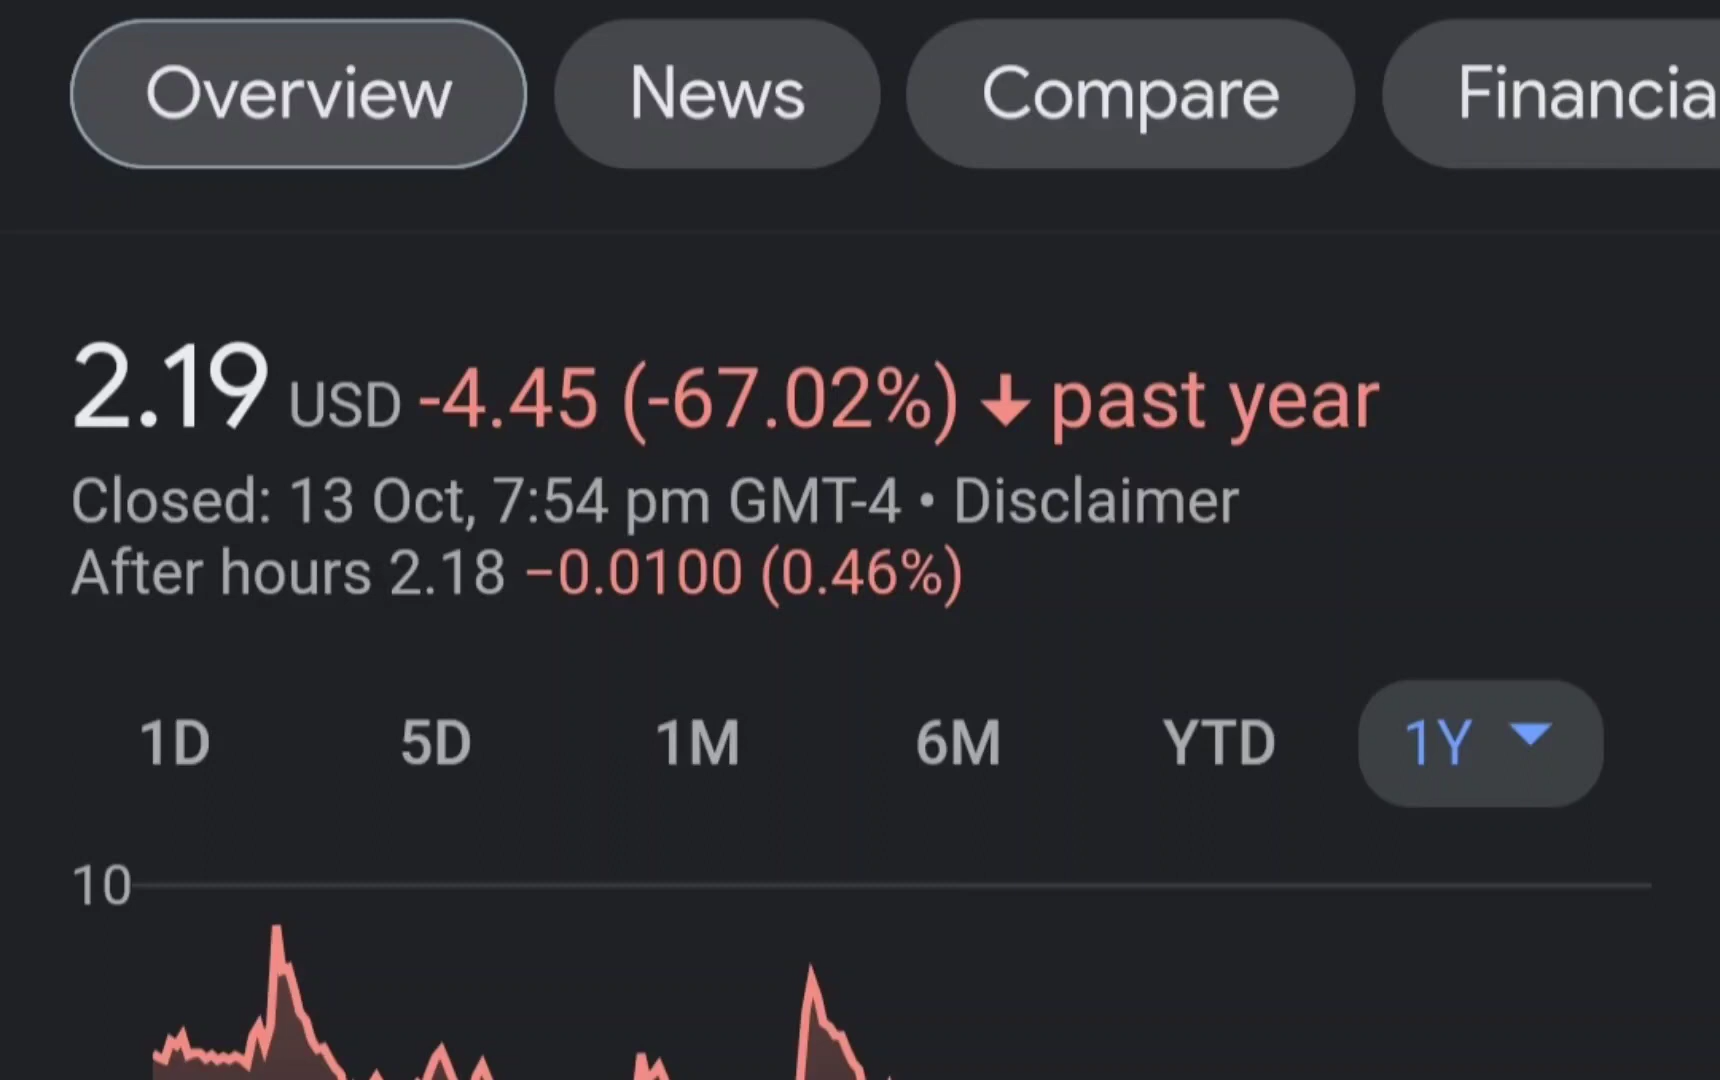 Overview News Compare Financia
2.19 USD -4.45 (-67.02%) ↓ past year
Closed: 13 Oct, 7:54 pm GMT-4 • Disclaimer
After hours 2.18 −0.0100 (0.46%)
1D 5D 1M 6M YTD 1Y
10